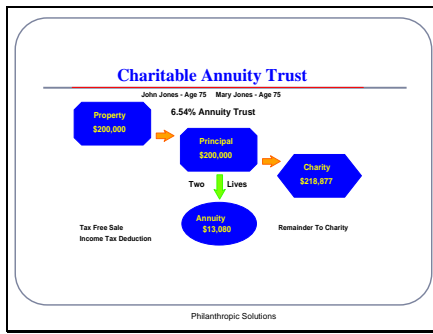 Charitable Annuity Trust
John Jones - Age 75 Mary Jones - Age 75
6.54% Annuity Trust
Property
$200,000
Principal
$200,000
Charity
$218,877
Two Lives
Annuity
$13,080
Tax Free Sale
Income Tax Deduction
Remainder To Charity
Philanthropic Solutions